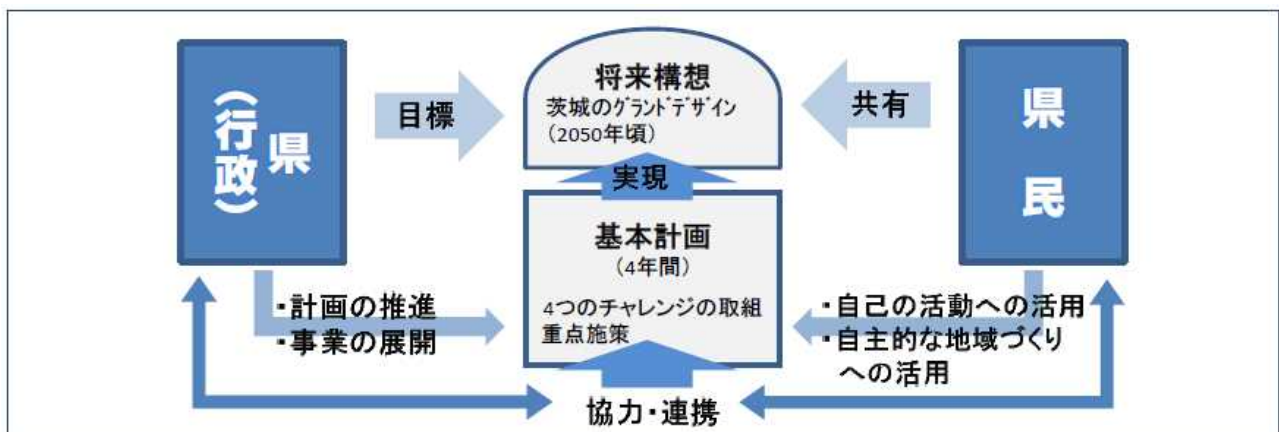 県
(行政)
目標
将来構想
茨城のｸﾞﾗﾝﾄﾞﾃﾞｻﾞｲﾝ
(2050年頃)
共有
県民
実現
基本計画
(4年間)
4つのチャレンジの取組
重点施策
・計画の推進
・事業の展開
・自己の活動への活用
・自主的な地域づくり
への活用
協力・連携